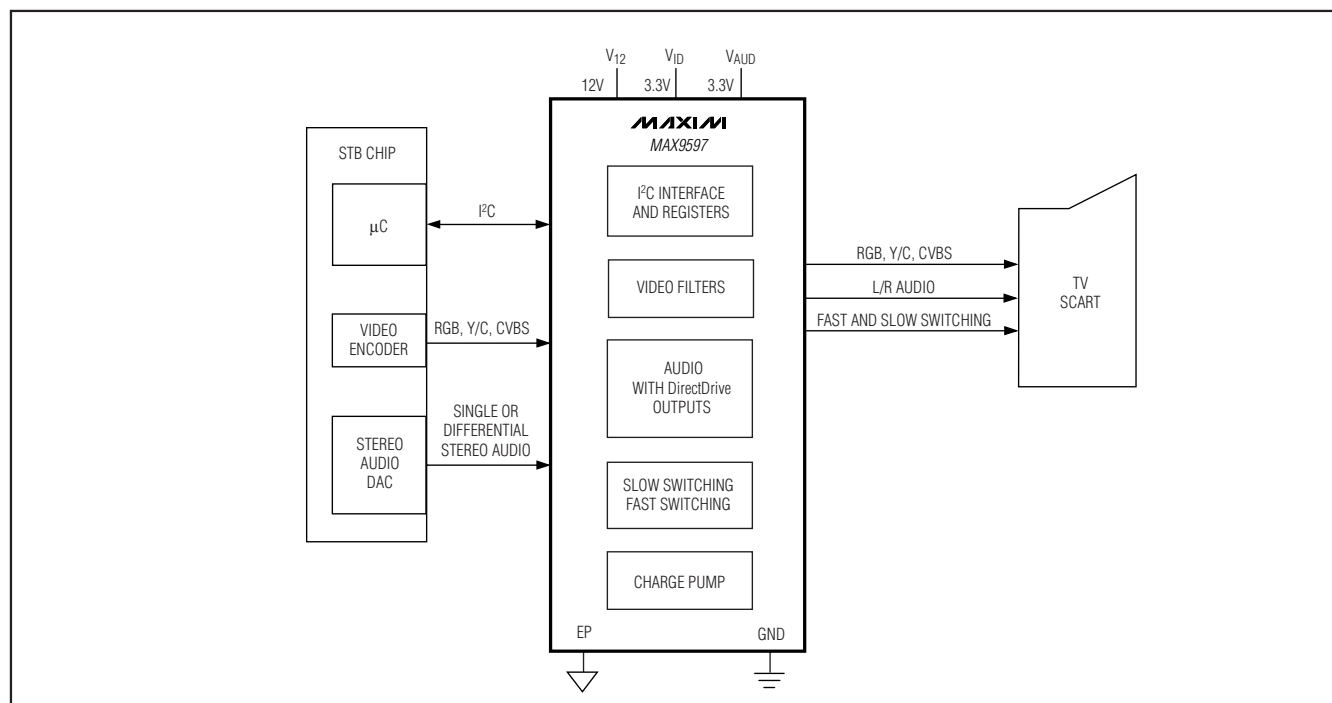 V12
VID
VAUD
12V
3.3V
3.3V
MAXIM
MAX9597
STB CHIP
µC
I²C
I²C INTERFACE
AND REGISTERS
VIDEO FILTERS
RGB, Y/C, CVBS
L/R AUDIO
FAST AND SLOW SWITCHING
TV
SCART
VIDEO
ENCODER
RGB, Y/C, CVBS
AUDIO
WITH DirectDrive
OUTPUTS
STEREO
AUDIO
DAC
SINGLE OR
DIFFERENTIAL
STEREO AUDIO
SLOW SWITCHING
FAST SWITCHING
CHARGE PUMP
EP
GND